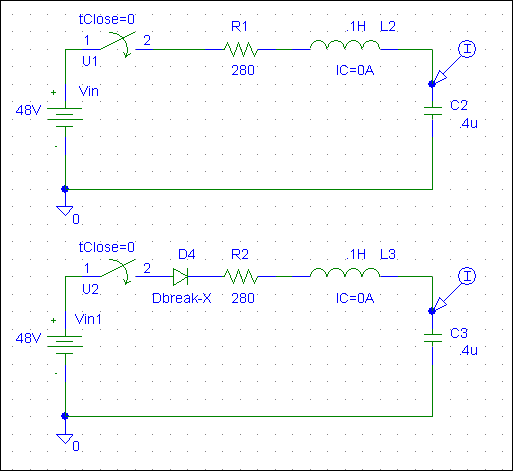 tClose=0
1 2
U1
R1
280
.1H L2
IC=0A
I
+
Vin
48V
-
C2
.4u
0
tClose=0
1 2
U2
D4
Dbreak-X
R2
280
.1H L3
IC=0A
I
+
Vin1
48V
-
C3
.4u
0